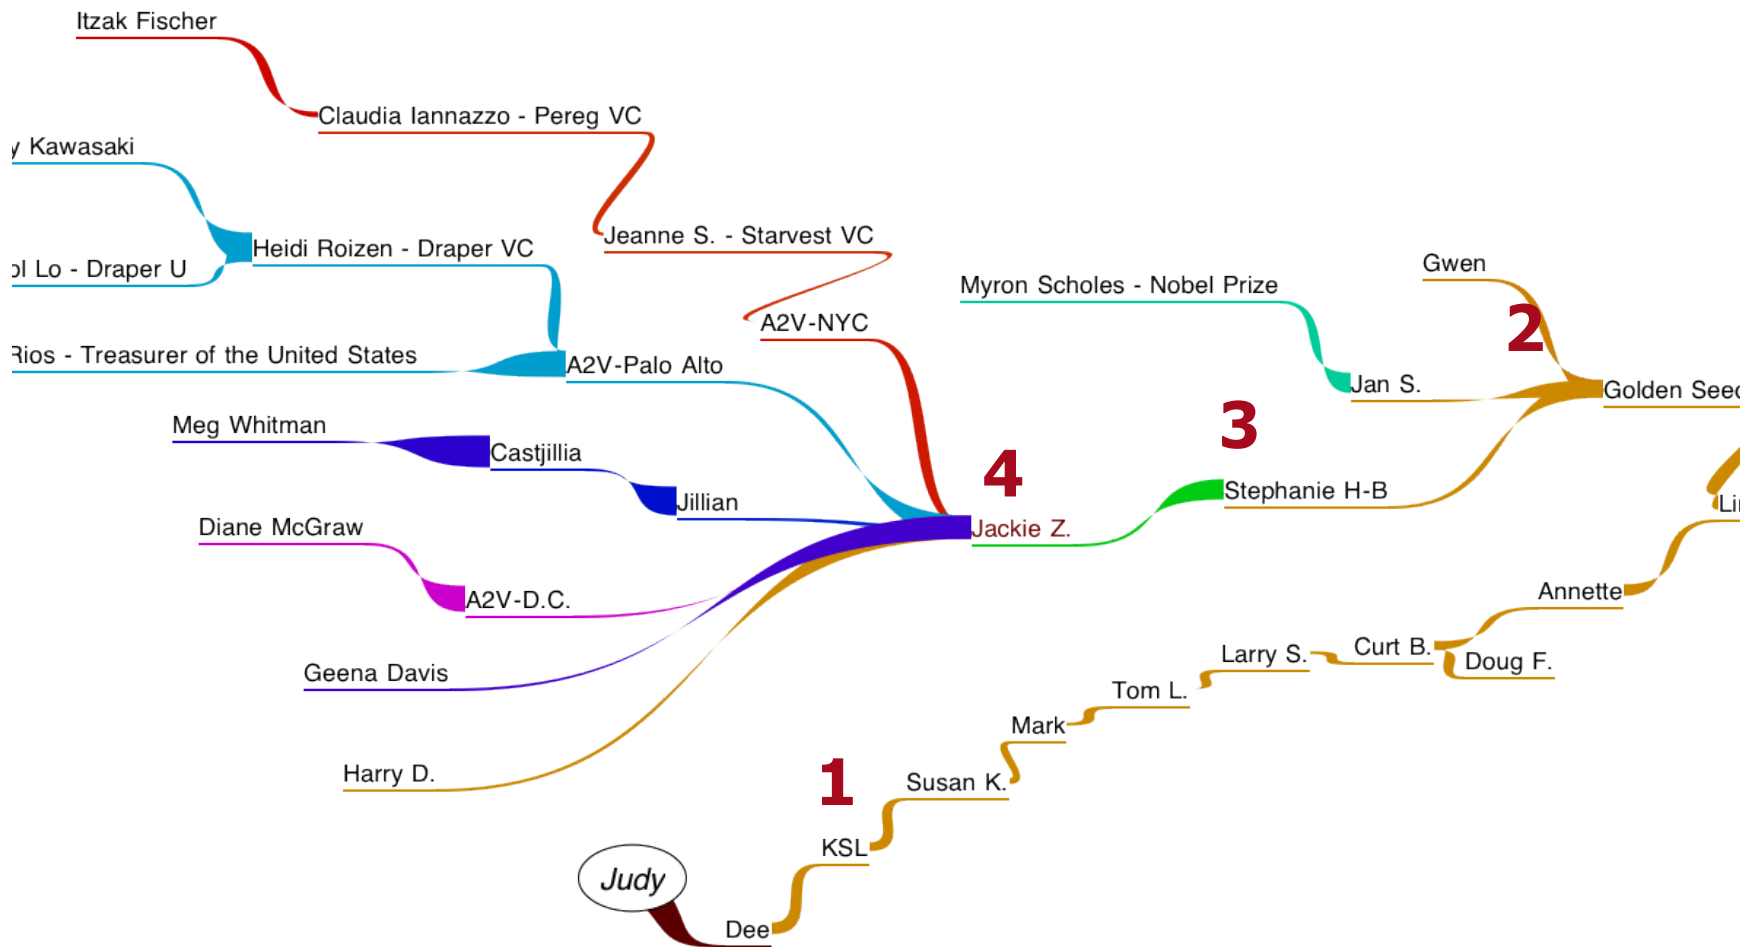 Itzak Fischer
Claudia Iannazzo - Pereg VC
y Kawasaki
Jeanne S. - Starvest VC
Heidi Roizen - Draper VC
ol Lo - Draper U
Gwen
Myron Scholes - Nobel Prize
A2V-NYC
2
Rios - Treasurer of the United States
A2V-Palo Alto
Jan S.
Golden Seed
3
Meg Whitman
Castjillia
4
Stephanie H-B
Jillian
Lin
Diane McGraw
Jackie Z.
A2V-D.C.
Annette
Geena Davis
Larry S.
Curt B.
Doug F.
Tom L.
Mark
Harry D.
1
Susan K.
KSL
Judy
Dee